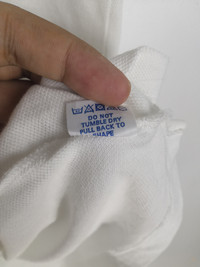 DO NOT
TUMBLE DRY
PULL BACK TO
SHAPE